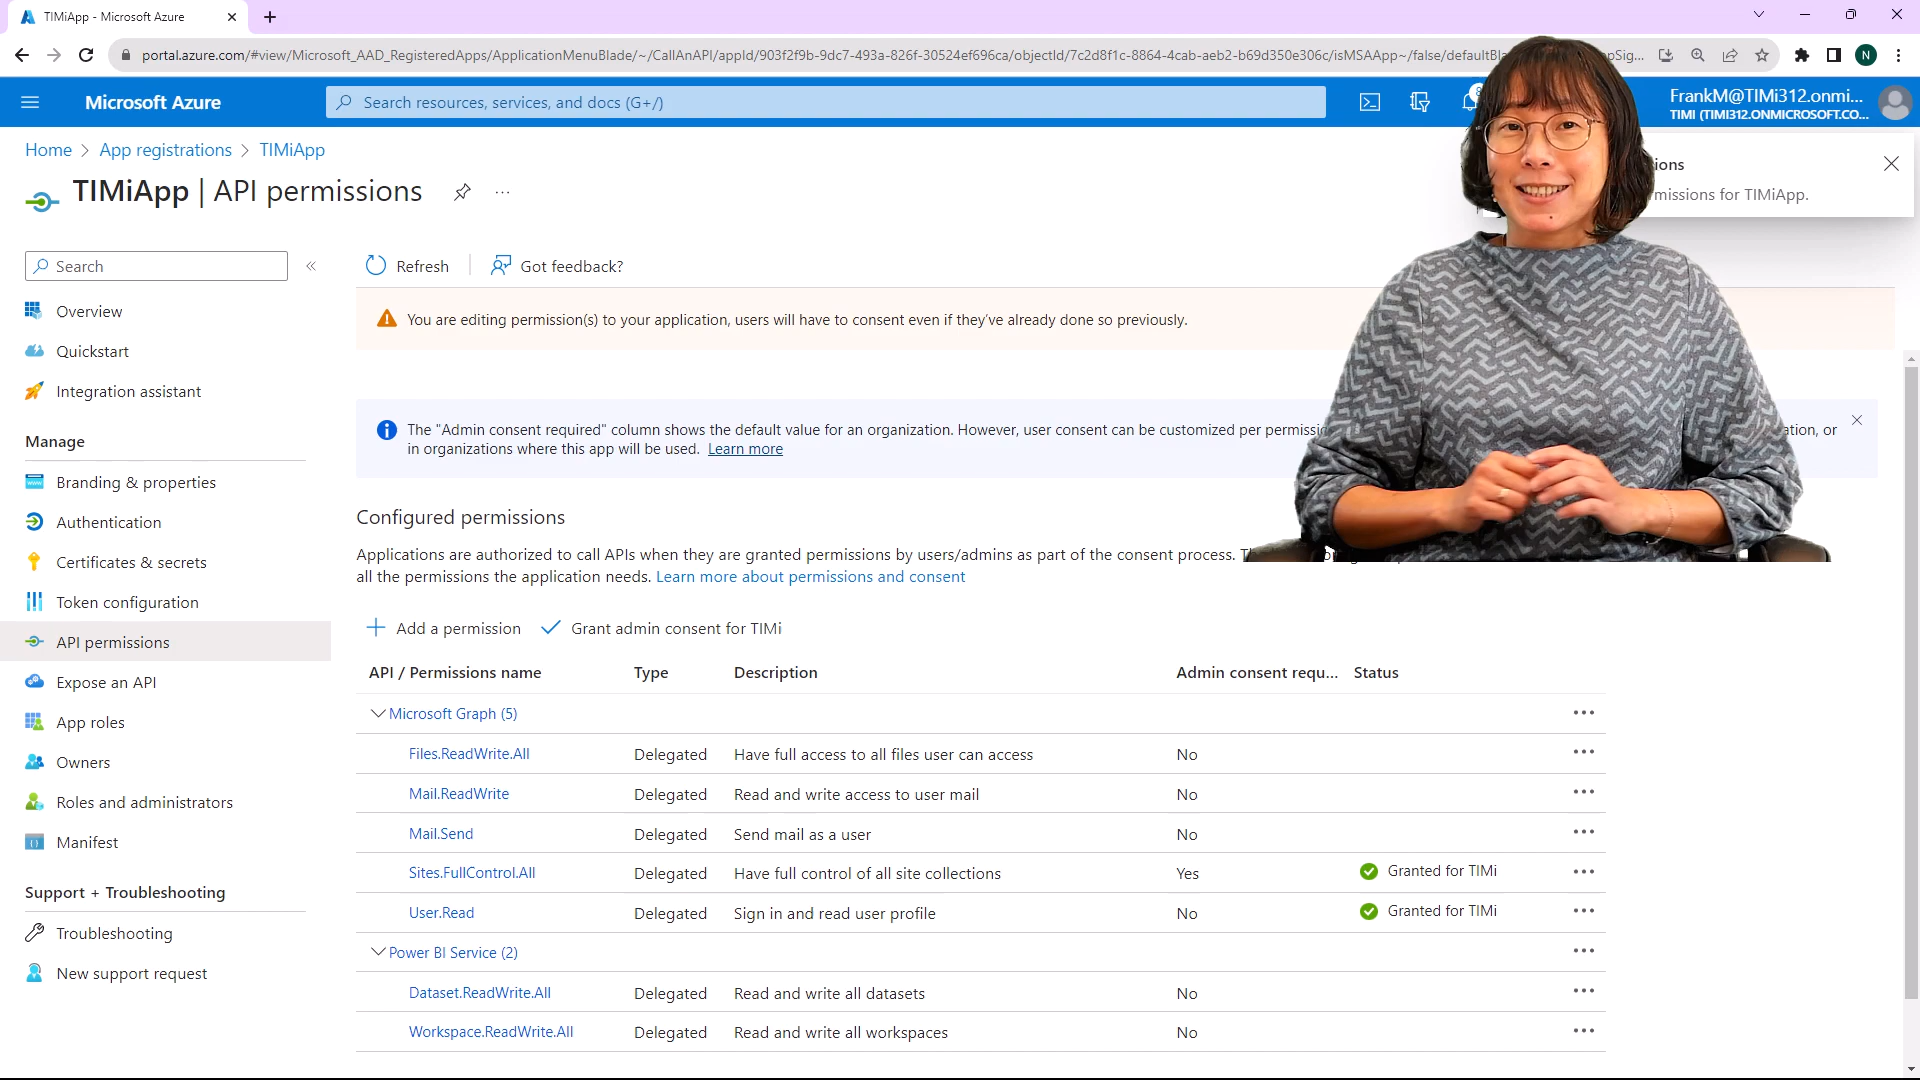 TIMiApp - Microsoft Azure
portal.azure.com/#view/Microsoft_AAD_RegisteredApps/ApplicationMenuBlade/~/CallAnAPI/appId/903f2f9b-9dc7-493a-826f-30524ef696ca/objectId/7c2d8f1c-8864-4cab-aeb2-b69d350e306c/isMSAApp~/false/defaultBl
pSig...
N
Microsoft Azure
Search resources, services, and docs (G+/)
FrankM@TIMi312.onmi...
TIMI (TIMI312.ONMICROSOFT.CO...
Home > App registrations > TIMiApp
TIMiApp | API permissions
...
ions
missions for TIMiApp.
Search
Refresh
Got feedback?
You are editing permission(s) to your application, users will have to consent even if they've already done so previously.
Overview
Quickstart
Integration assistant
Manage
Branding & properties
Authentication
Certificates & secrets
Token configuration
API permissions
Expose an API
App roles
Owners
Roles and administrators
Manifest
Support + Troubleshooting
Troubleshooting
New support request
The "Admin consent required" column shows the default value for an organization. However, user consent can be customized per permissi
ation, or
in organizations where this app will be used. Learn more
Configured permissions
Applications are authorized to call APIs when they are granted permissions by users/admins as part of the consent process.
all the permissions the application needs. Learn more about permissions and consent
Add a permission
Grant admin consent for TIMi
API / Permissions name Type Description Admin consent requ... Status
Microsoft Graph (5)
Files.ReadWrite.All Delegated Have full access to all files user can access No
Mail.ReadWrite Delegated Read and write access to user mail No
Mail.Send Delegated Send mail as a user No
Sites.FullControl.All Delegated Have full control of all site collections Yes Granted for TIMi
User.Read Delegated Sign in and read user profile No Granted for TIMi
Power BI Service (2)
Dataset.ReadWrite.All Delegated Read and write all datasets No
Workspace.ReadWrite.All Delegated Read and write all workspaces No